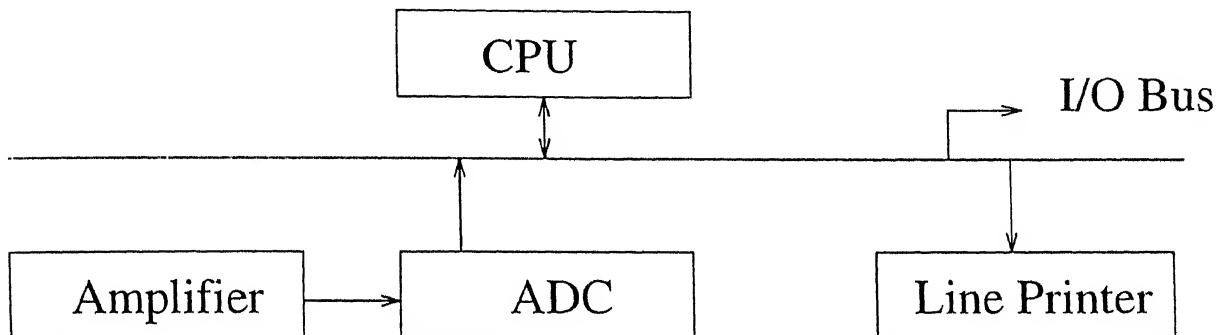 CPU
I/O Bus
Amplifier
ADC
Line Printer